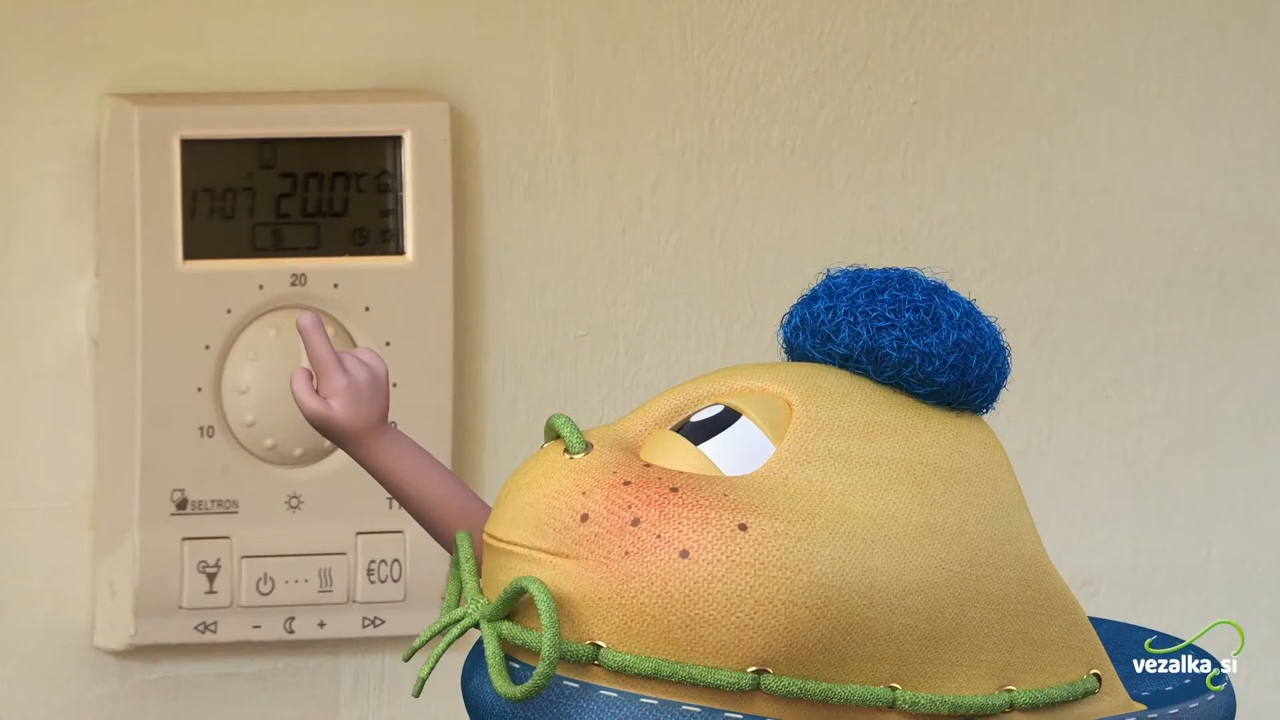 17:07 20.0°C
20
10
SELTRON
€CO
- +
vezalka.si